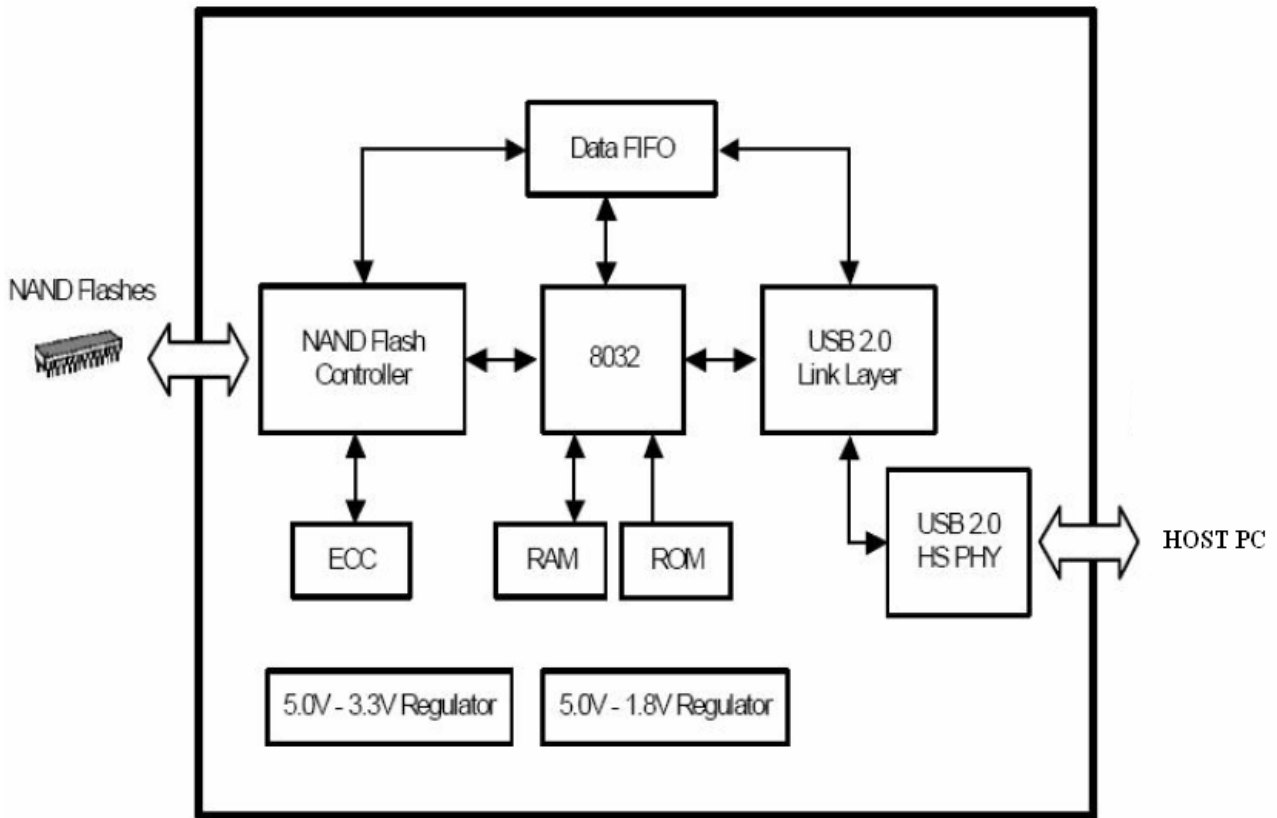 Data FIFO
NAND Flashes
NAND Flash
Controller
8032
USB 2.0
Link Layer
USB 2.0
HS PHY
HOST PC
ECC
RAM
ROM
5.0V - 3.3V Regulator
5.0V - 1.8V Regulator